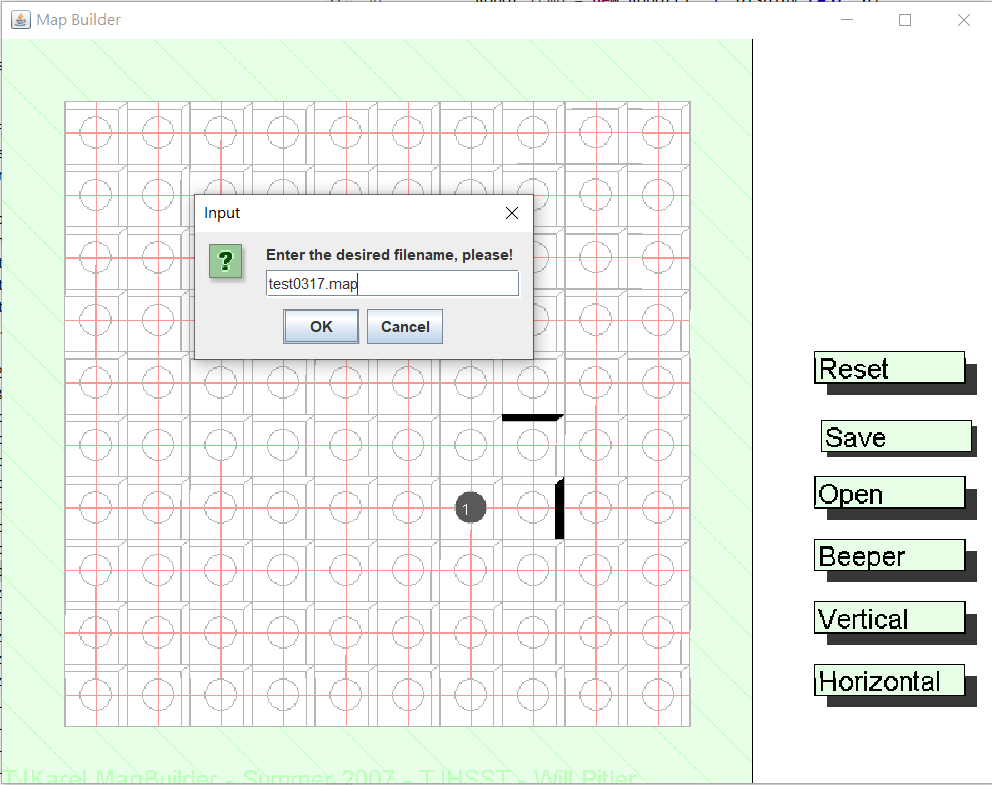 Map Builder
Input
Enter the desired filename, please!
test0317.map
OK
Cancel
Reset
Save
Open
1
Beeper
Vertical
Horizontal
TJKarel MapBuilder - Summer 2007 - TJHSST - Will Pitler